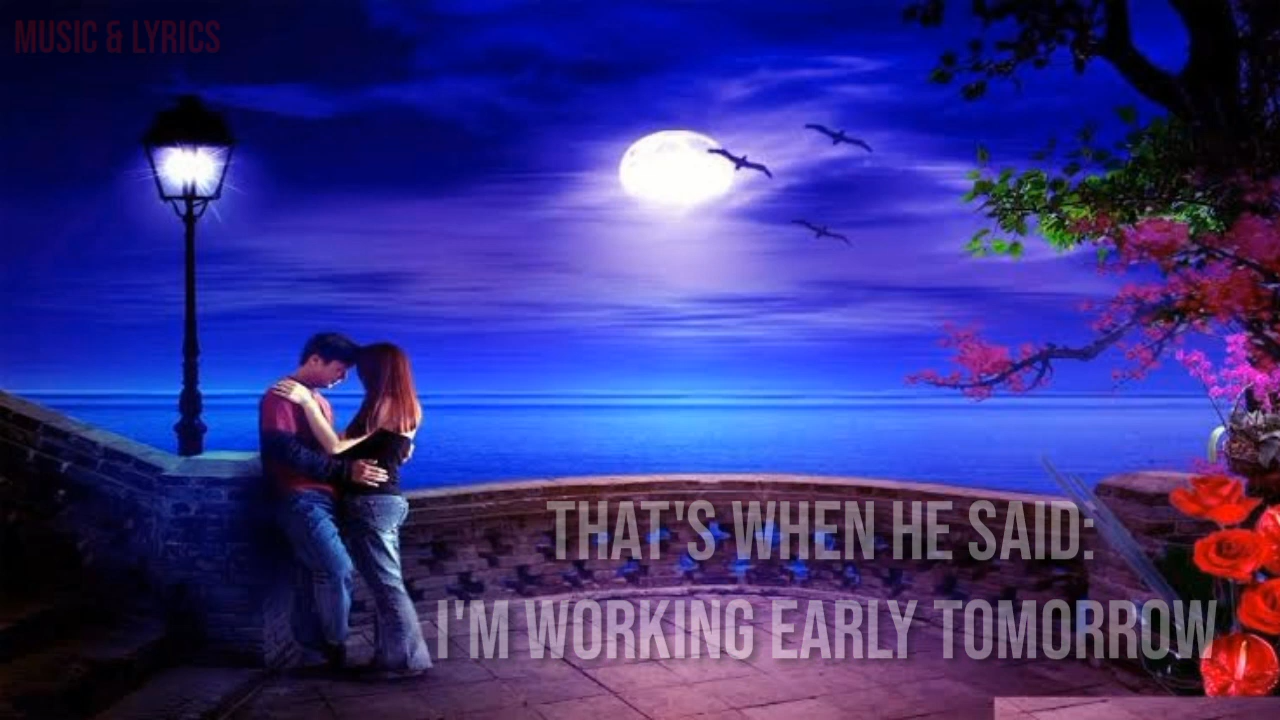 MUSIC & LYRICS
THAT'S WHEN HE SAID:
I'M WORKING EARLY TOMORROW